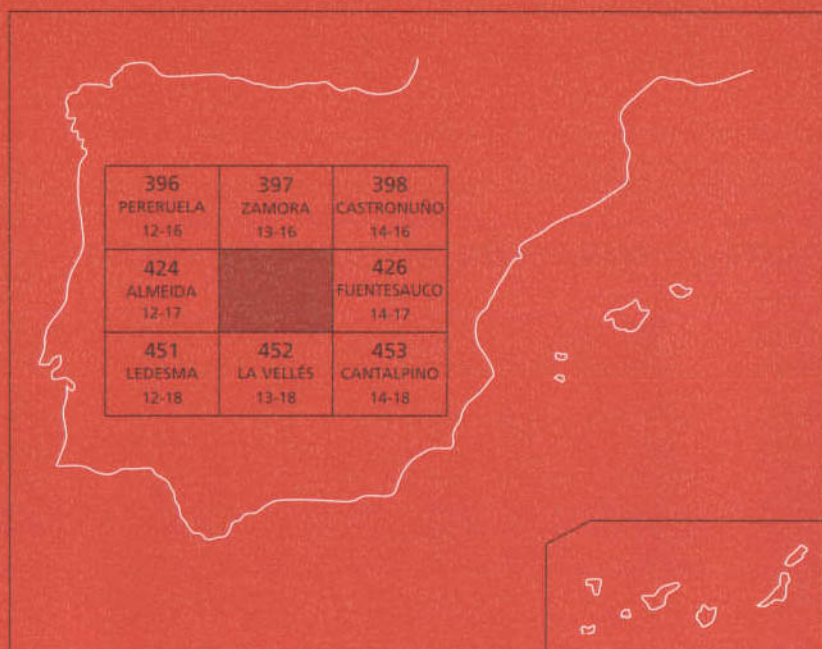 396
PERERUELA
12-16
397
ZAMORA
13-16
398
CASTRONUÑO
14-16
424
ALMEIDA
12-17
426
FUENTESAUCO
14-17
451
LEDESMA
12-18
452
LA VELLÉS
13-18
453
CANTALPINO
14-18